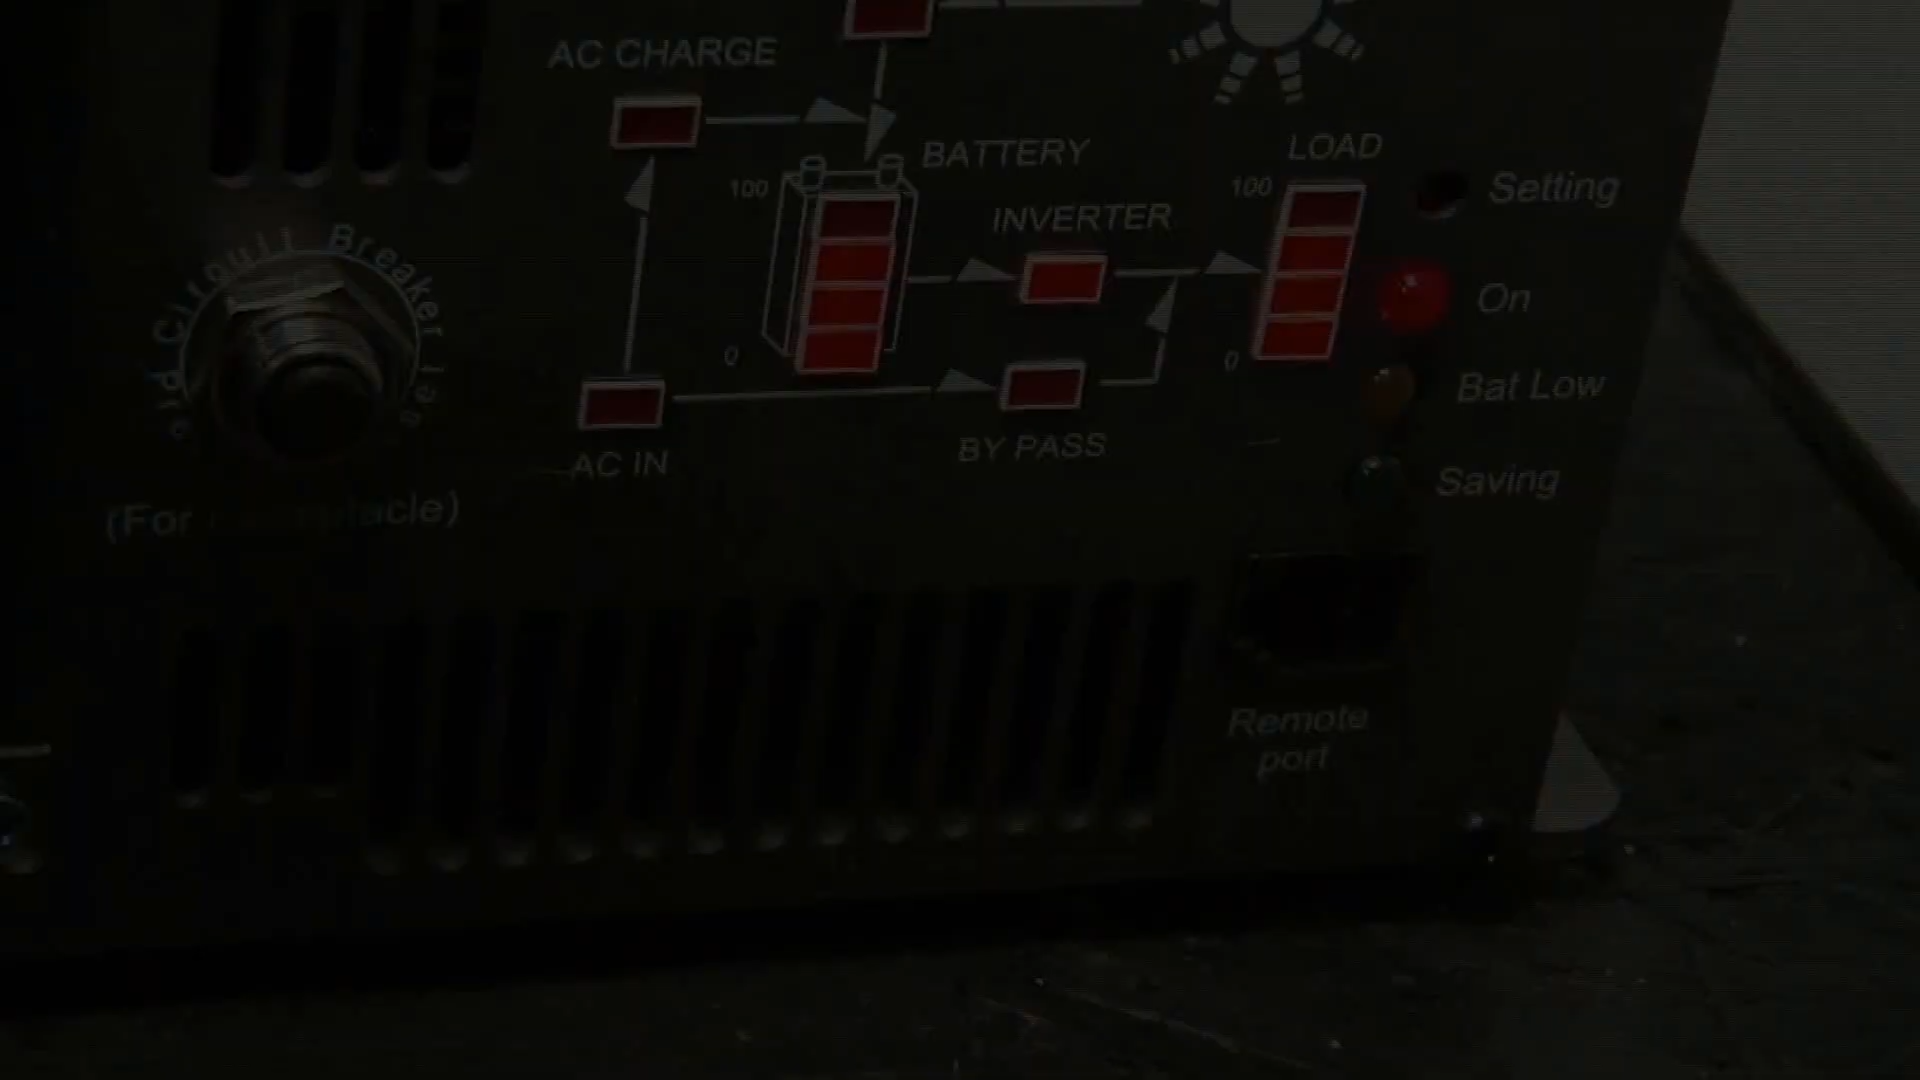 AC CHARGE
BATTERY
LOAD
100
100
Setting
INVERTER
Breaker
On
0
0
Bat Low
BY PASS
AC IN
Saving
(For
Remote
port